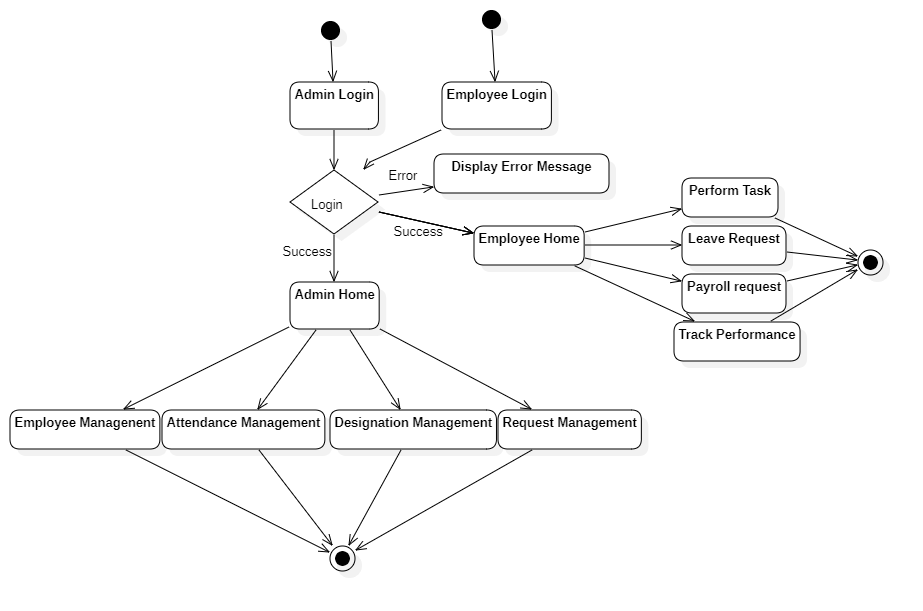 Admin Login
Employee Login
Display Error Message
Error
Login
Perform Task
Success
Employee Home
Leave Request
Success
Payroll request
Admin Home
Track Performance
Employee Managenent
Attendance Management
Designation Management
Request Management